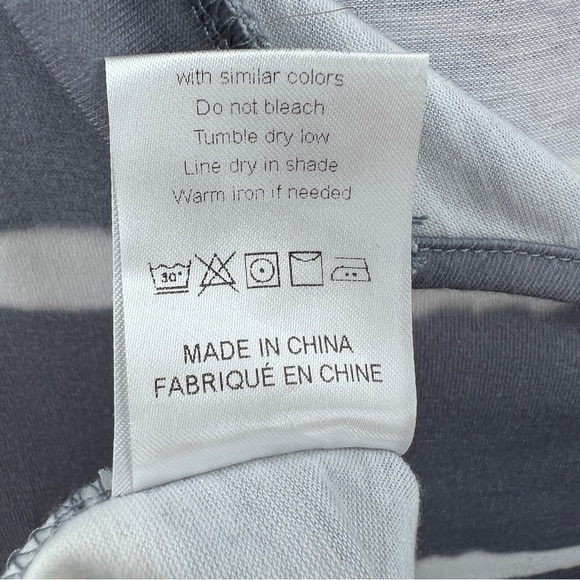 with similar colors
Do not bleach
Tumble dry low
Line dry in shade
Warm iron if needed
30°
MADE IN CHINA
FABRIQUÉ EN CHINE